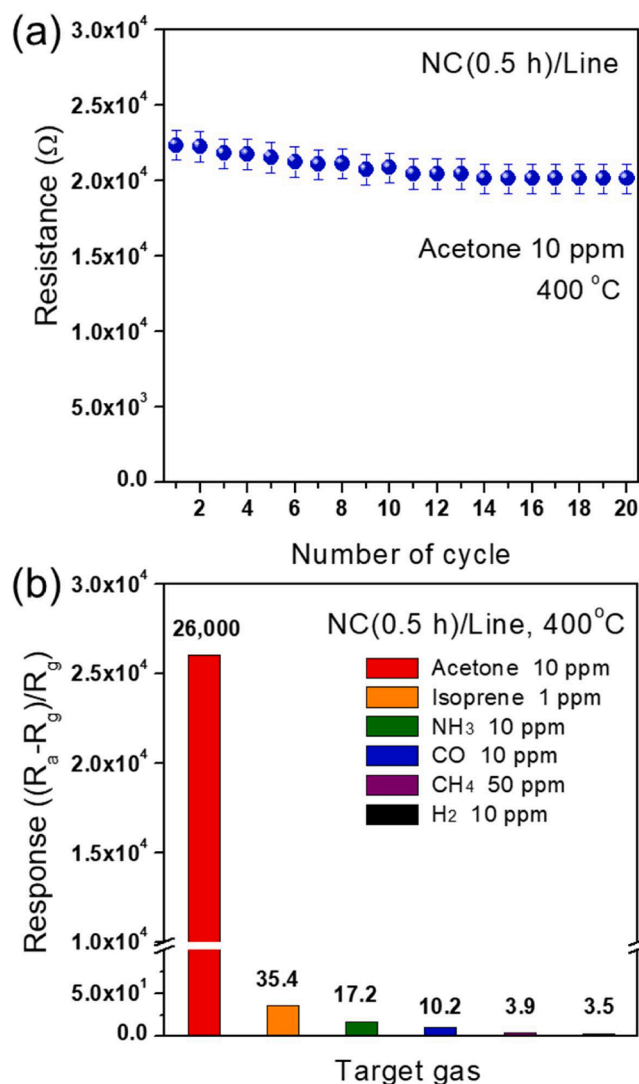 (a)
3.0x10⁴
2.5x10⁴
2.0x10⁴
1.5x10⁴
1.0x10⁴
5.0x10³
0.0
Resistance (Ω)
NC(0.5 h)/Line
Acetone 10 ppm
400 °C
2 4 6 8 10 12 14 16 18 20
Number of cycle
(b)
3.0x10⁴
2.5x10⁴
2.0x10⁴
1.5x10⁴
1.0x10⁴
5.0x10¹
0.0
Response ((Rₐ-R_g)/R_g)
NC(0.5 h)/Line, 400°C
Acetone 10 ppm
Isoprene 1 ppm
NH₃ 10 ppm
CO 10 ppm
CH₄ 50 ppm
H₂ 10 ppm
26,000
35.4
17.2
10.2
3.9
3.5
Target gas